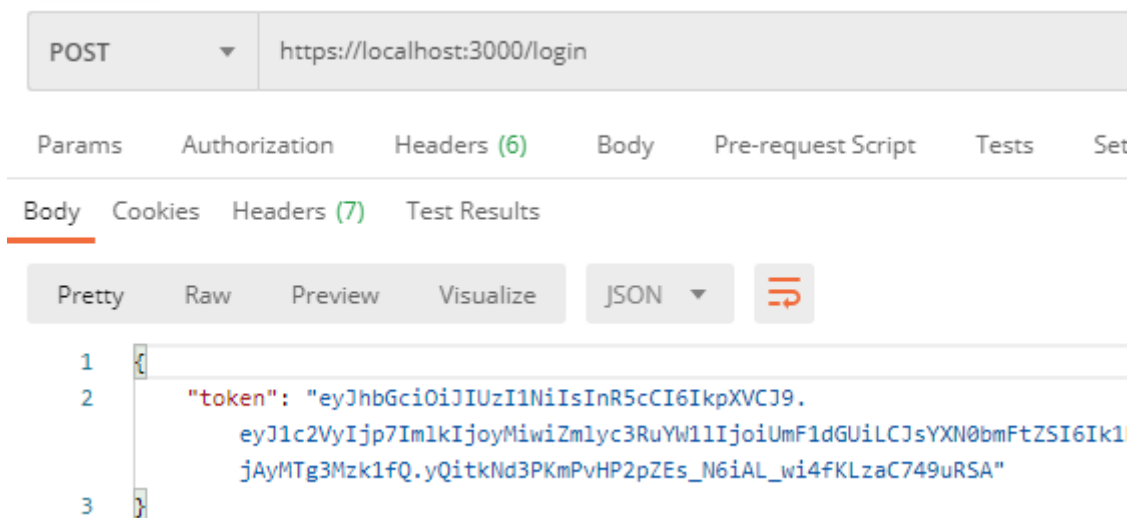 POST https://localhost:3000/login
Params Authorization Headers (6) Body Pre-request Script Tests Set
Body Cookies Headers (7) Test Results
Pretty Raw Preview Visualize JSON
1 {
2 "token": "eyJhbGciOiJIUzI1NiIsInR5cCI6IkpXVCJ9.
eyJ1c2VyIjp7ImlkIjoyMiwiZmlyc3RuYW1lIjoiUmF1dGUiLCJsYXN0bmFtZSI6Ik1
jAyMTg3Mzk1fQ.yQitkNd3PKmPvHP2pZEs_N6iAL_wi4fKLzaC749uRSA"
3 }